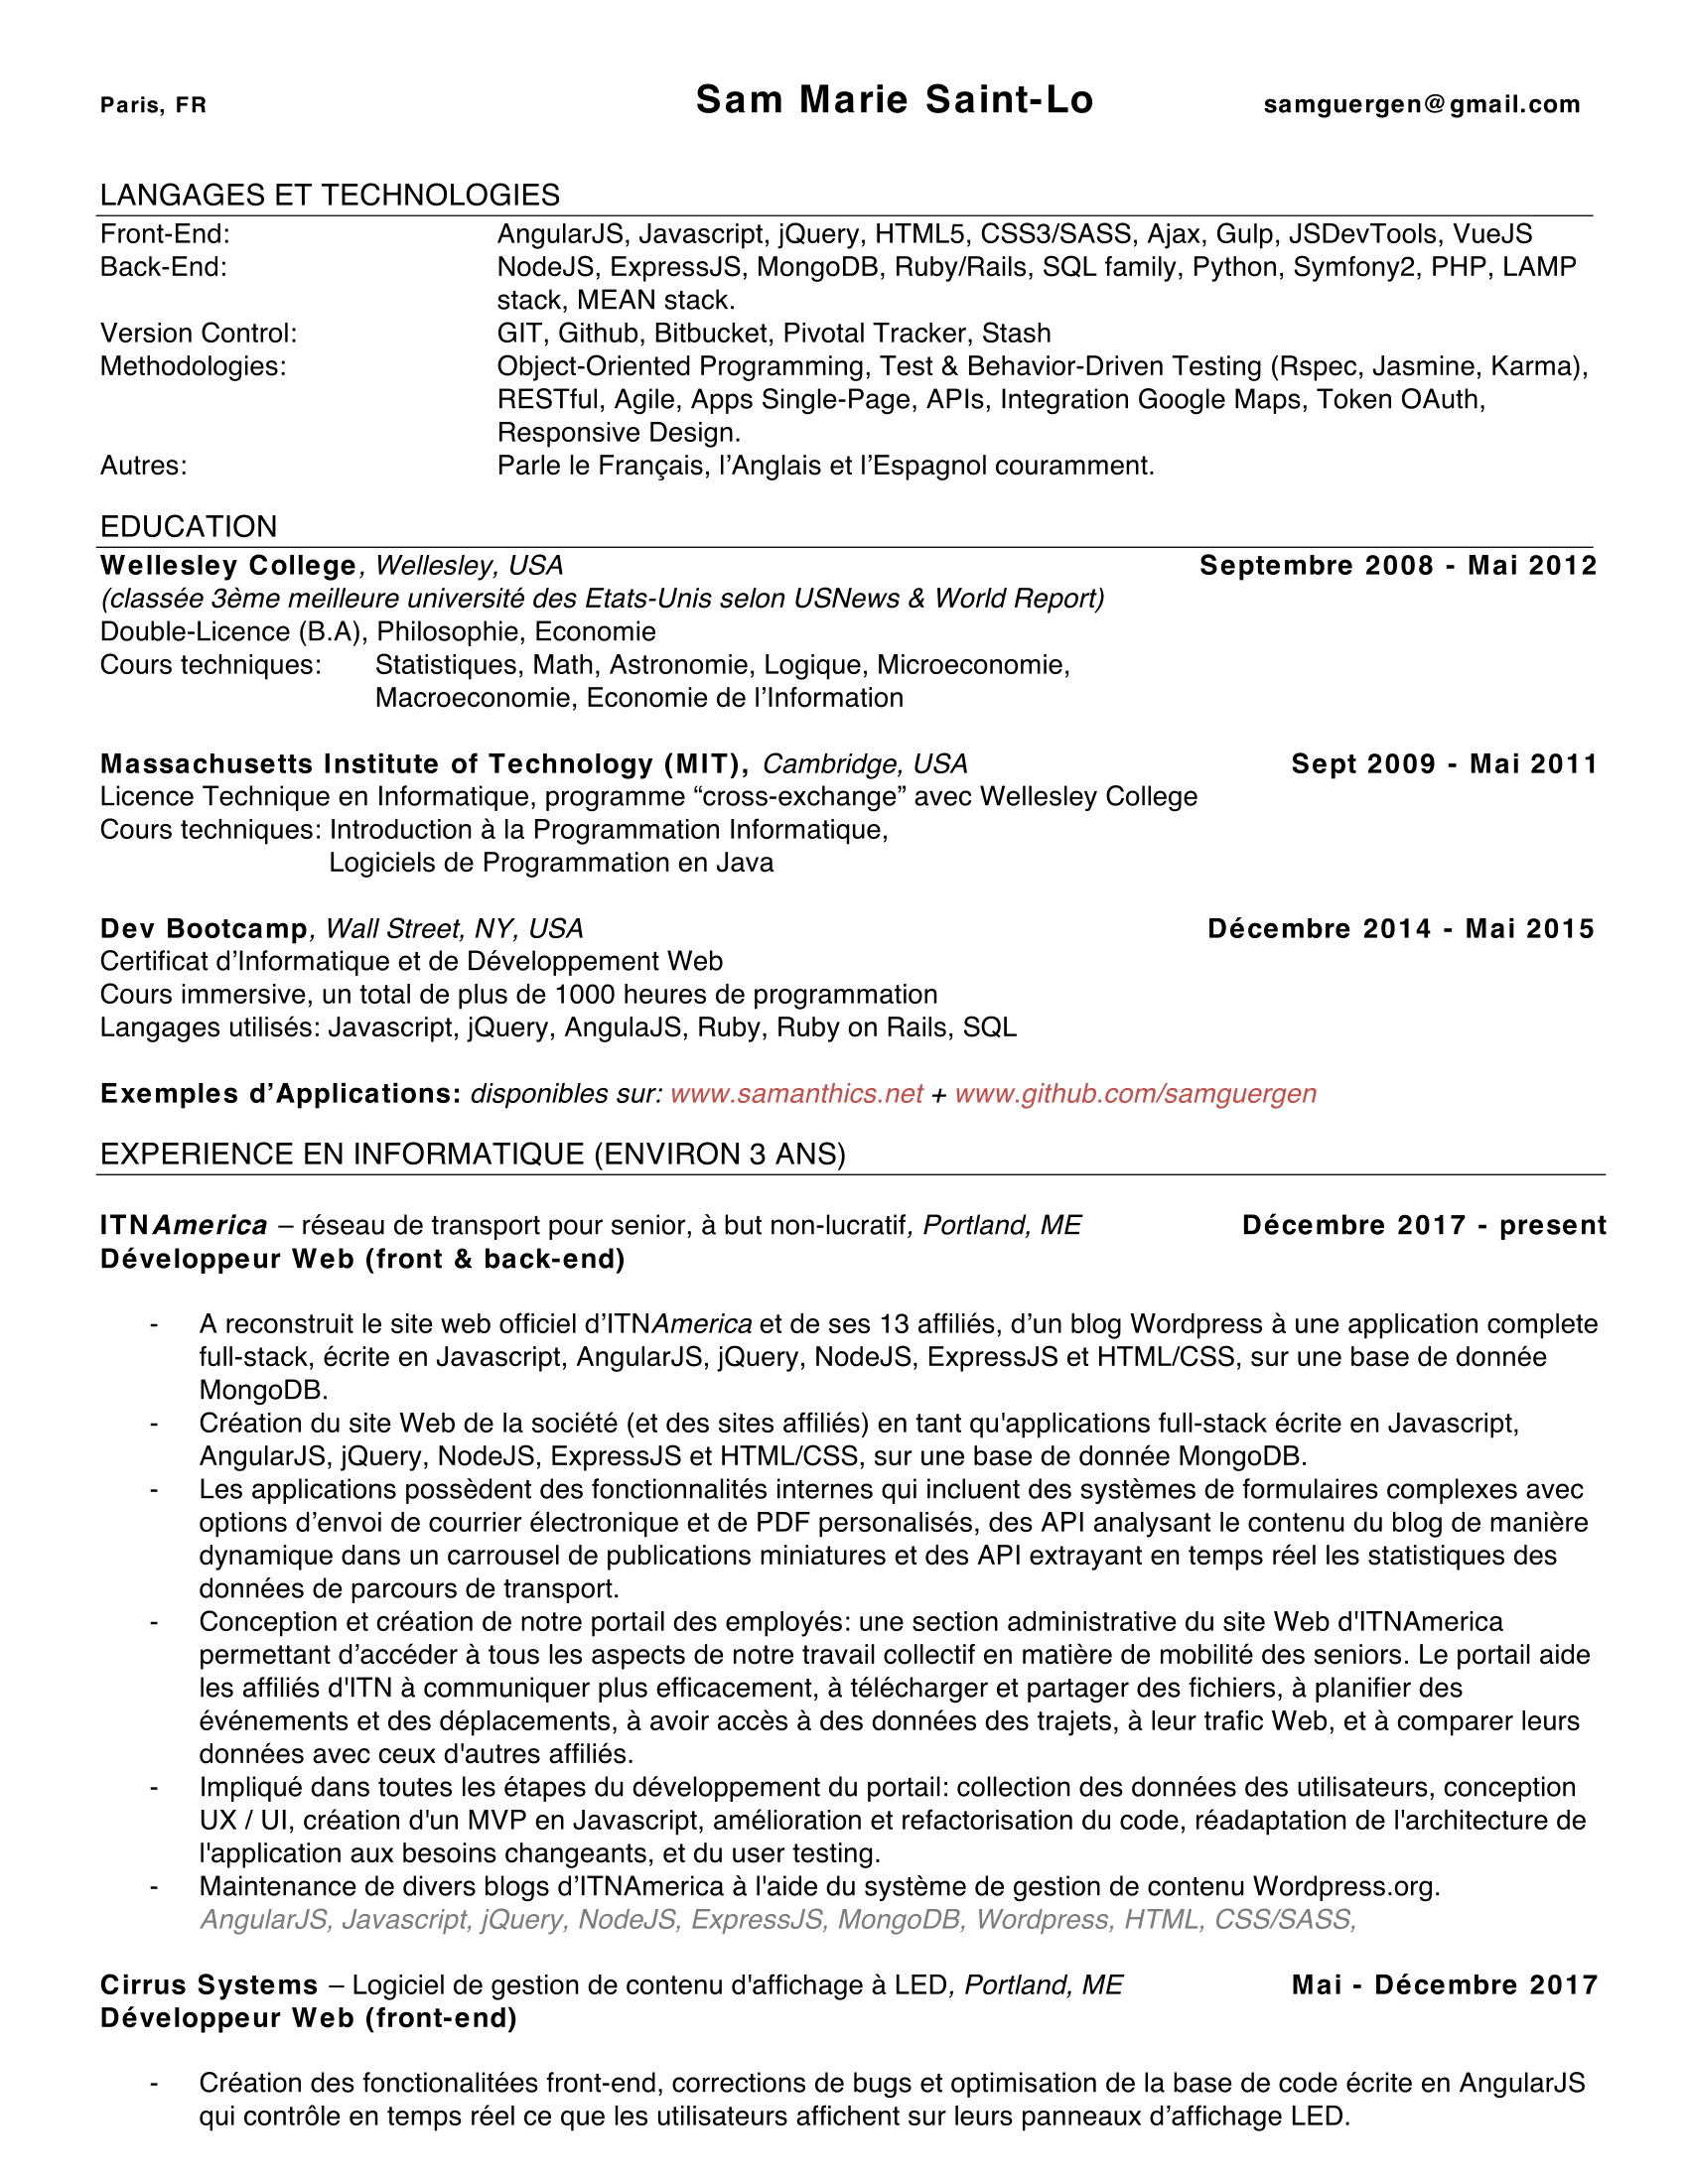 Paris, FR Sam Marie Saint-Lo samguergen@gmail.com
LANGAGES ET TECHNOLOGIES
Front-End: AngularJS, Javascript, jQuery, HTML5, CSS3/SASS, Ajax, Gulp, JSDevTools, VueJS
Back-End: NodeJS, ExpressJS, MongoDB, Ruby/Rails, SQL family, Python, Symfony2, PHP, LAMP
stack, MEAN stack.
Version Control: GIT, Github, Bitbucket, Pivotal Tracker, Stash
Methodologies: Object-Oriented Programming, Test & Behavior-Driven Testing (Rspec, Jasmine, Karma),
RESTful, Agile, Apps Single-Page, APIs, Integration Google Maps, Token OAuth,
Responsive Design.
Autres: Parle le Français, l’Anglais et l’Espagnol couramment.
EDUCATION
Wellesley College, Wellesley, USA Septembre 2008 - Mai 2012
(classée 3ème meilleure université des Etats-Unis selon USNews & World Report)
Double-Licence (B.A), Philosophie, Economie
Cours techniques: Statistiques, Math, Astronomie, Logique, Microeconomie,
Macroeconomie, Economie de l’Information
Massachusetts Institute of Technology (MIT), Cambridge, USA Sept 2009 - Mai 2011
Licence Technique en Informatique, programme “cross-exchange” avec Wellesley College
Cours techniques: Introduction à la Programmation Informatique,
Logiciels de Programmation en Java
Dev Bootcamp, Wall Street, NY, USA Décembre 2014 - Mai 2015
Certificat d’Informatique et de Développement Web
Cours immersive, un total de plus de 1000 heures de programmation
Langages utilisés: Javascript, jQuery, AngulaJS, Ruby, Ruby on Rails, SQL
Exemples d’Applications: disponibles sur: www.samanthics.net + www.github.com/samguergen
EXPERIENCE EN INFORMATIQUE (ENVIRON 3 ANS)
ITNAmerica – réseau de transport pour senior, à but non-lucratif, Portland, ME Décembre 2017 - present
Développeur Web (front & back-end)
- A reconstruit le site web officiel d’ITNAmerica et de ses 13 affiliés, d’un blog Wordpress à une application complete
full-stack, écrite en Javascript, AngularJS, jQuery, NodeJS, ExpressJS et HTML/CSS, sur une base de donnée
MongoDB.
- Création du site Web de la société (et des sites affiliés) en tant qu'applications full-stack écrite en Javascript,
AngularJS, jQuery, NodeJS, ExpressJS et HTML/CSS, sur une base de donnée MongoDB.
- Les applications possèdent des fonctionnalités internes qui incluent des systèmes de formulaires complexes avec
options d’envoi de courrier électronique et de PDF personalisés, des API analysant le contenu du blog de manière
dynamique dans un carrousel de publications miniatures et des API extrayant en temps réel les statistiques des
données de parcours de transport.
- Conception et création de notre portail des employés: une section administrative du site Web d'ITNAmerica
permettant d’accéder à tous les aspects de notre travail collectif en matière de mobilité des seniors. Le portail aide
les affiliés d'ITN à communiquer plus efficacement, à télécharger et partager des fichiers, à planifier des
événements et des déplacements, à avoir accès à des données des trajets, à leur trafic Web, et à comparer leurs
données avec ceux d'autres affiliés.
- Impliqué dans toutes les étapes du développement du portail: collection des données des utilisateurs, conception
UX / UI, création d'un MVP en Javascript, amélioration et refactorisation du code, réadaptation de l'architecture de
l'application aux besoins changeants, et du user testing.
- Maintenance de divers blogs d’ITNAmerica à l'aide du système de gestion de contenu Wordpress.org.
AngularJS, Javascript, jQuery, NodeJS, ExpressJS, MongoDB, Wordpress, HTML, CSS/SASS,
Cirrus Systems – Logiciel de gestion de contenu d'affichage à LED, Portland, ME Mai - Décembre 2017
Développeur Web (front-end)
- Création des fonctionalitées front-end, corrections de bugs et optimisation de la base de code écrite en AngularJS
qui contrôle en temps réel ce que les utilisateurs affichent sur leurs panneaux d’affichage LED.